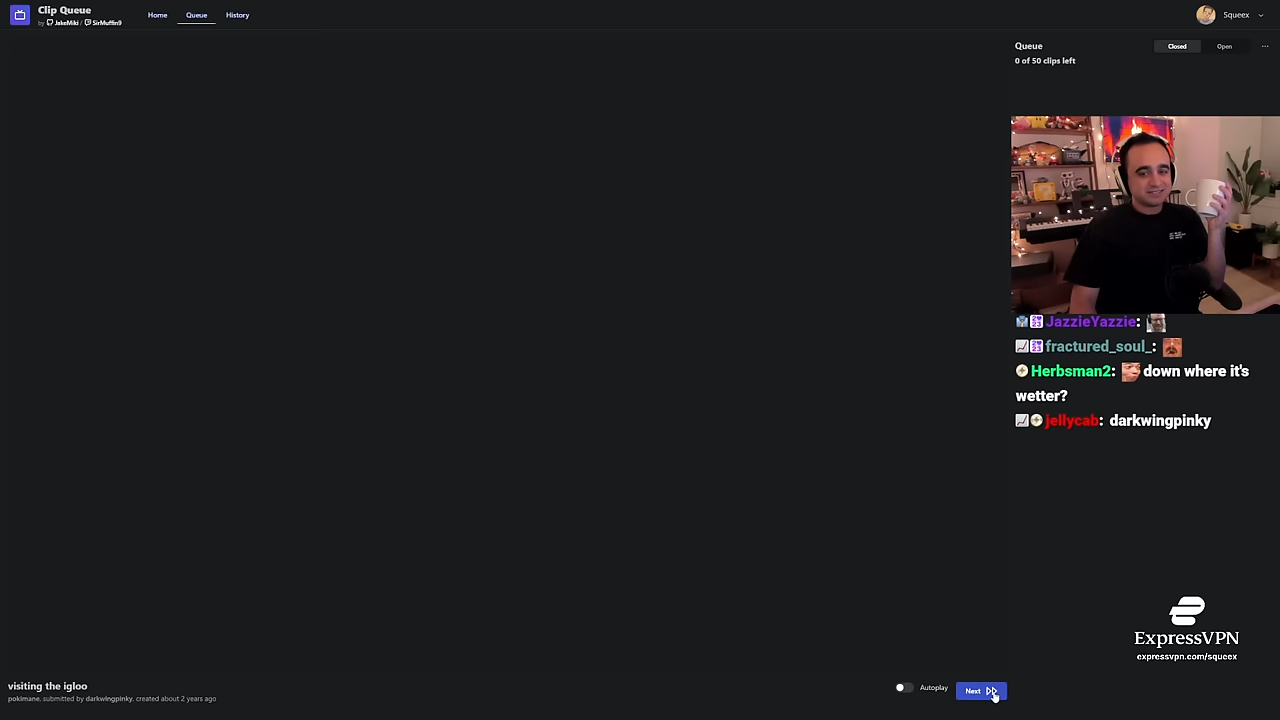 Clip Queue
by JakeMiki / SirMuffin9
Home
Queue
History
Squeex
Queue
Closed
Open
0 of 50 clips left
JazzieYazzie:
fractured_soul_:
Herbsman2: down where it's
wetter?
jellycab: darkwingpinky
ExpressVPN
expressvpn.com/squeex
visiting the igloo
pokimane, submitted by darkwingpinky, created about 2 years ago
Autoplay
Next